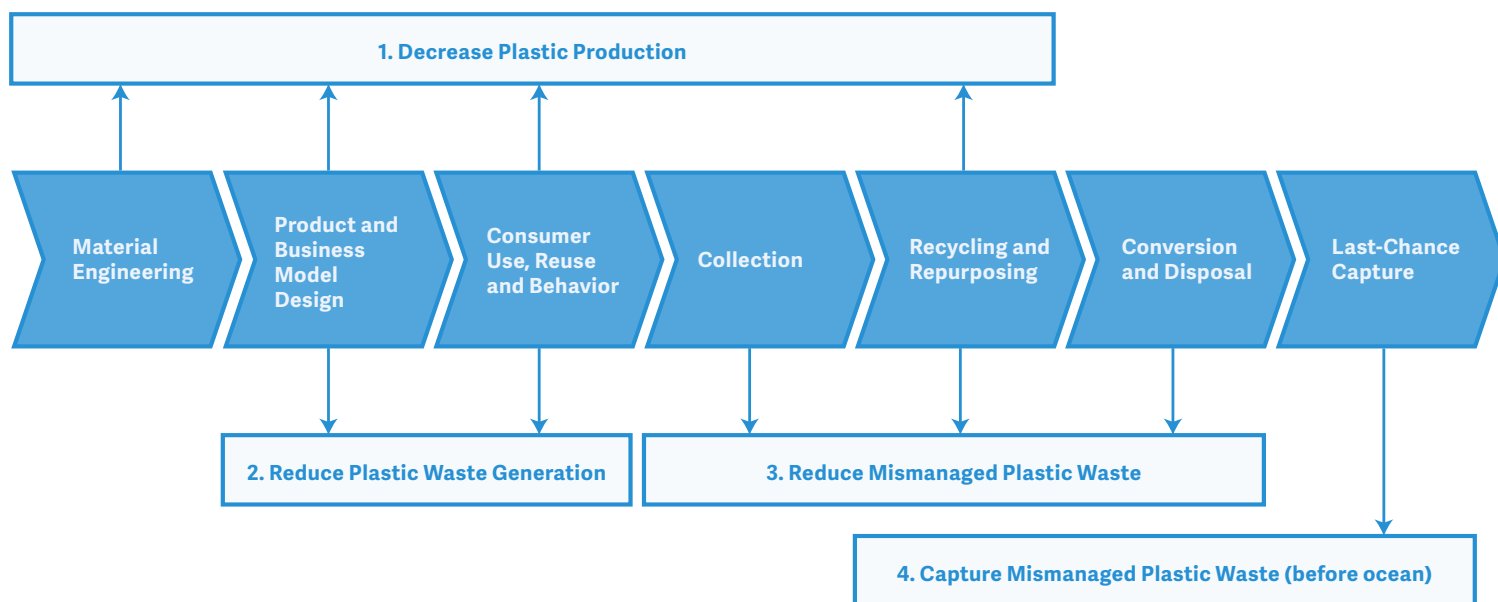 1. Decrease Plastic Production
Material
Engineering
Product and
Business
Model
Design
Consumer
Use, Reuse
and Behavior
Collection
Recycling and
Repurposing
Conversion
and Disposal
Last-Chance
Capture
2. Reduce Plastic Waste Generation
3. Reduce Mismanaged Plastic Waste
4. Capture Mismanaged Plastic Waste (before ocean)